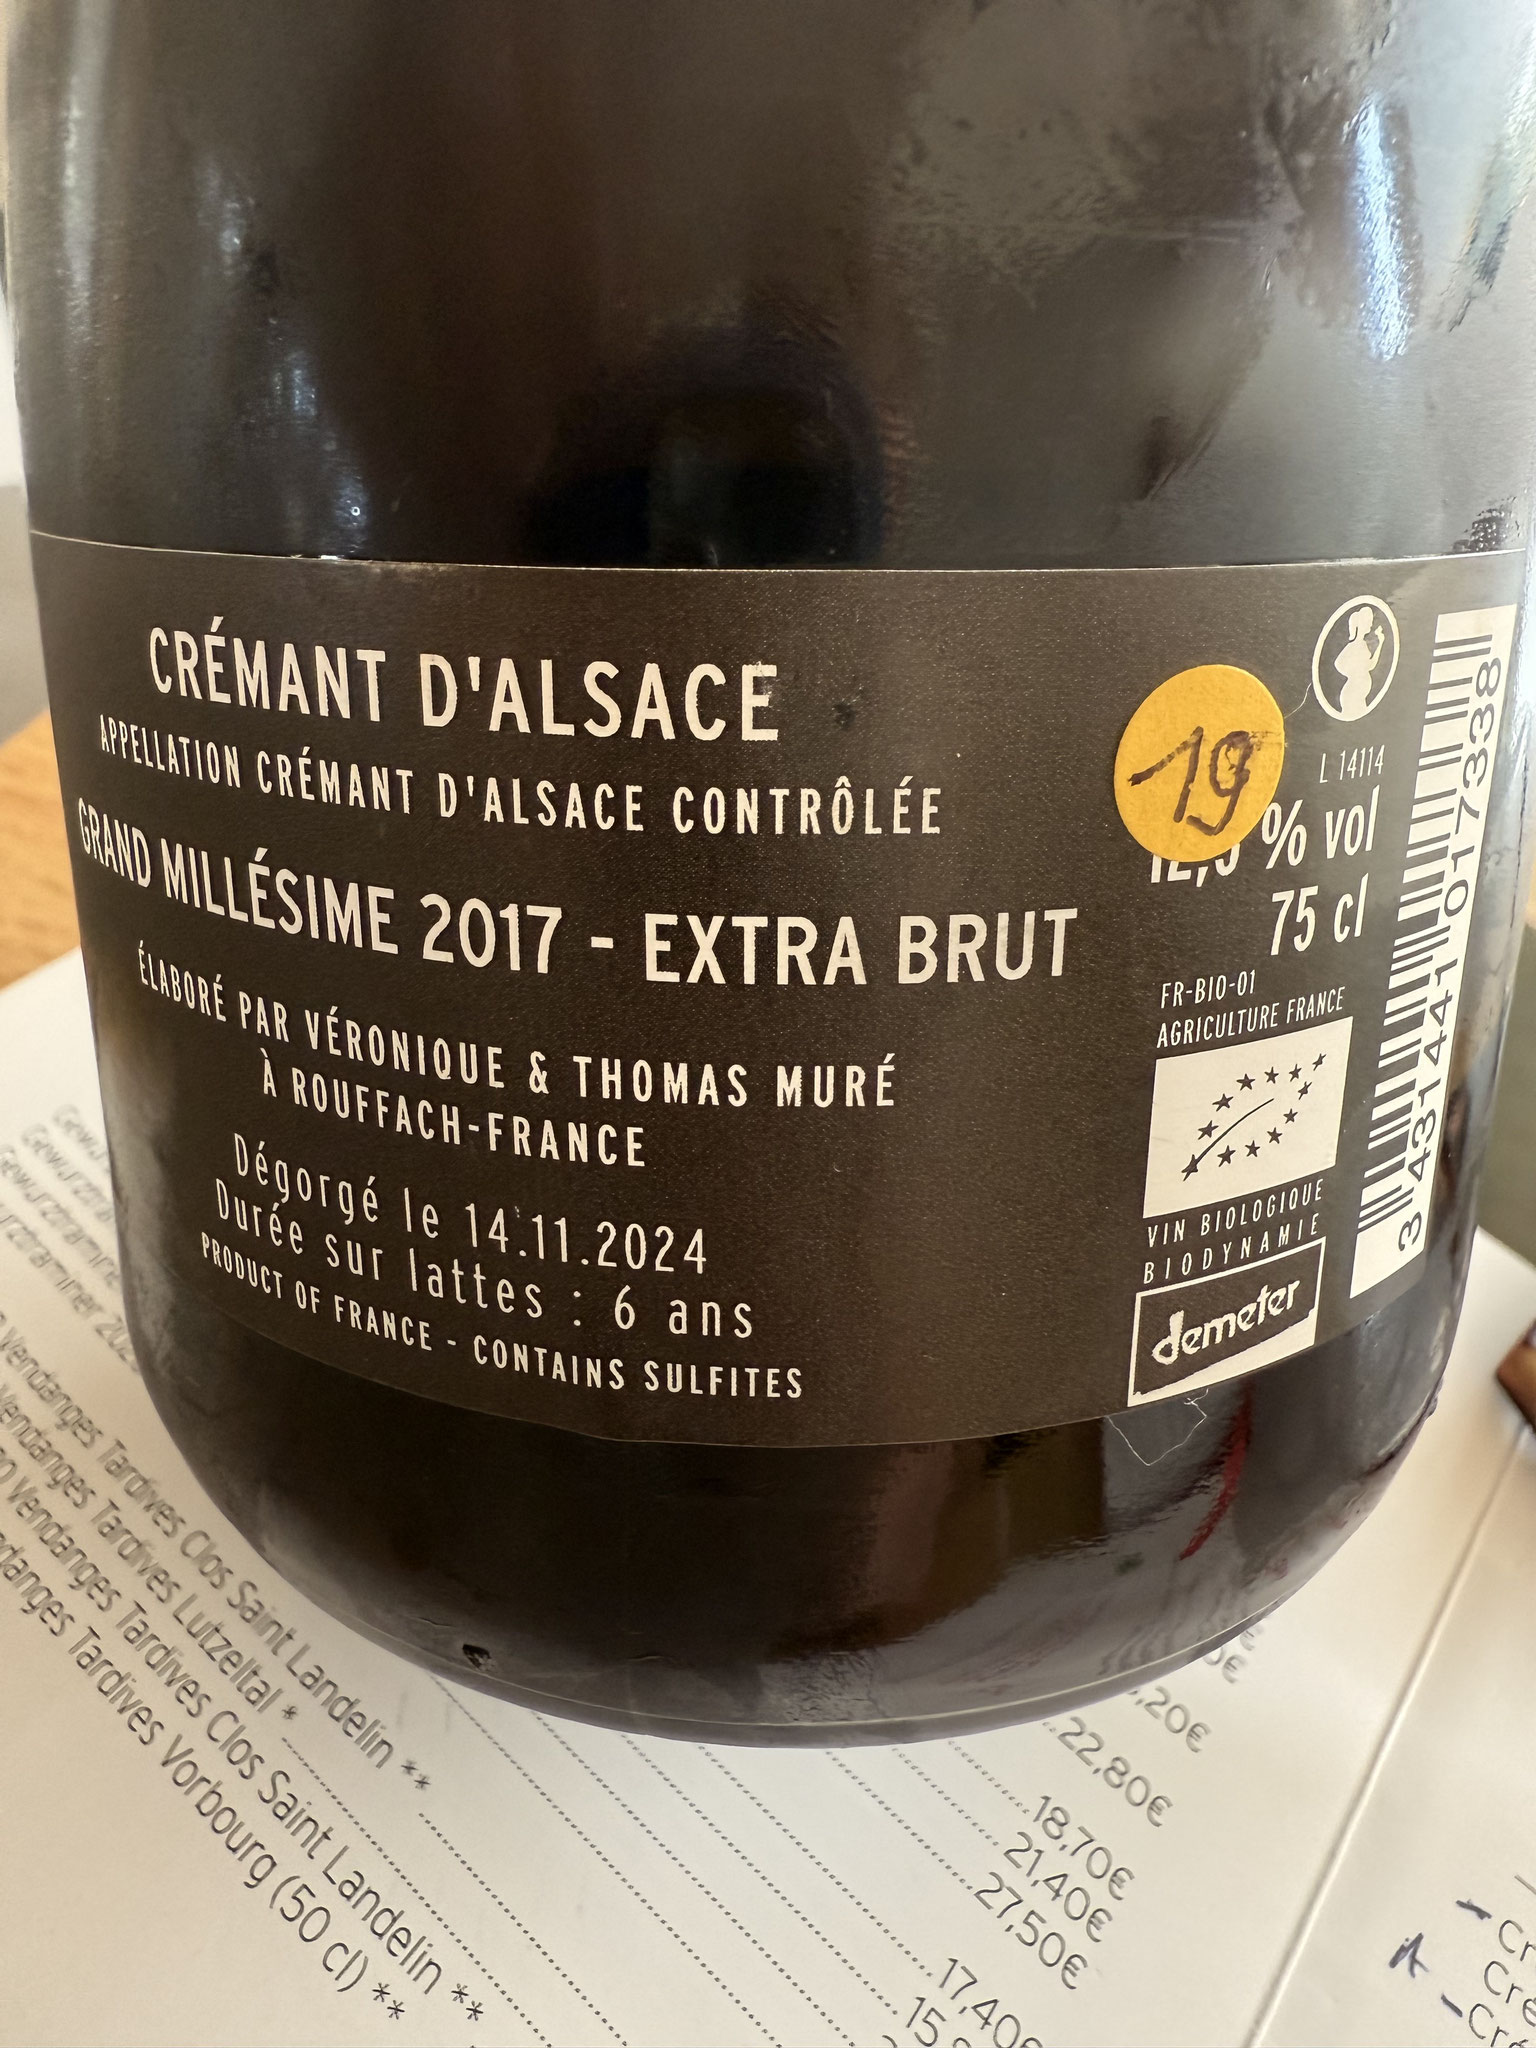 CRÉMANT D'ALSACE
APPELLATION CRÉMANT D'ALSACE CONTRÔLÉE
GRAND MILLÉSIME 2017 - EXTRA BRUT
ÉLABORÉ PAR VÉRONIQUE & THOMAS MURÉ
À ROUFFACH-FRANCE
Dégorgé le 14.11.2024
Durée sur lattes : 6 ans
PRODUCT OF FRANCE - CONTAINS SULFITES
19
L 14114
% vol
75 cl
FR-BIO-01
AGRICULTURE FRANCE
VIN BIOLOGIQUE
BIODYNAMIE
demeter
3 431441 017338
Vendanges Tardives Clos Saint Landelin **
Vendanges Tardives Lutzeltal *
Vendanges Tardives Clos Saint Landelin **
Tardives Vorbourg (50 cl) **
22,80€
18,70€
21,40€
27,50€
17,40€